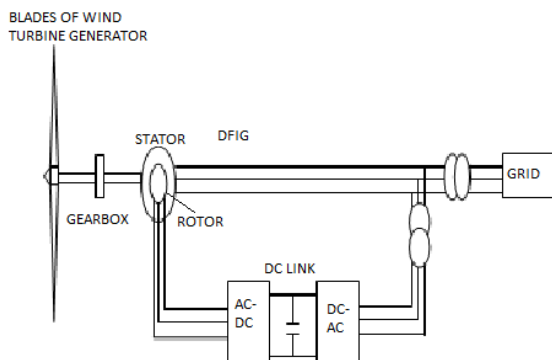 BLADES OF WIND
TURBINE GENERATOR
STATOR
DFIG
GRID
GEARBOX
ROTOR
DC LINK
AC-
DC
DC-
AC